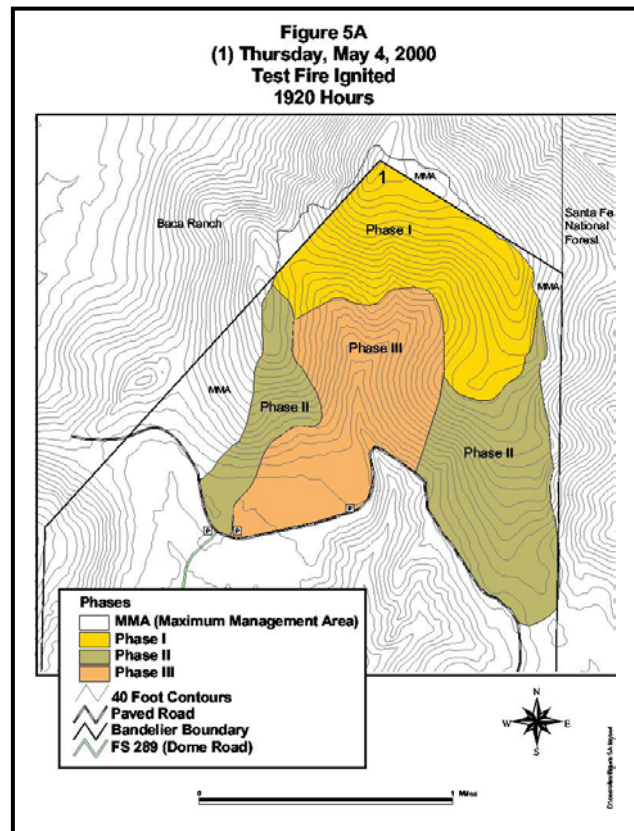 Figure 5A
(1) Thursday, May 4, 2000
Test Fire Ignited
1920 Hours
1
MMA
Baca Ranch
Phase I
Santa Fe
National
Forest
MMA
Phase III
MMA
Phase II
Phase II
P
P
P
Phases
MMA (Maximum Management Area)
Phase I
Phase II
Phase III
40 Foot Contours
Paved Road
Bandelier Boundary
FS 289 (Dome Road)
N
W
E
S
0
1 Miles